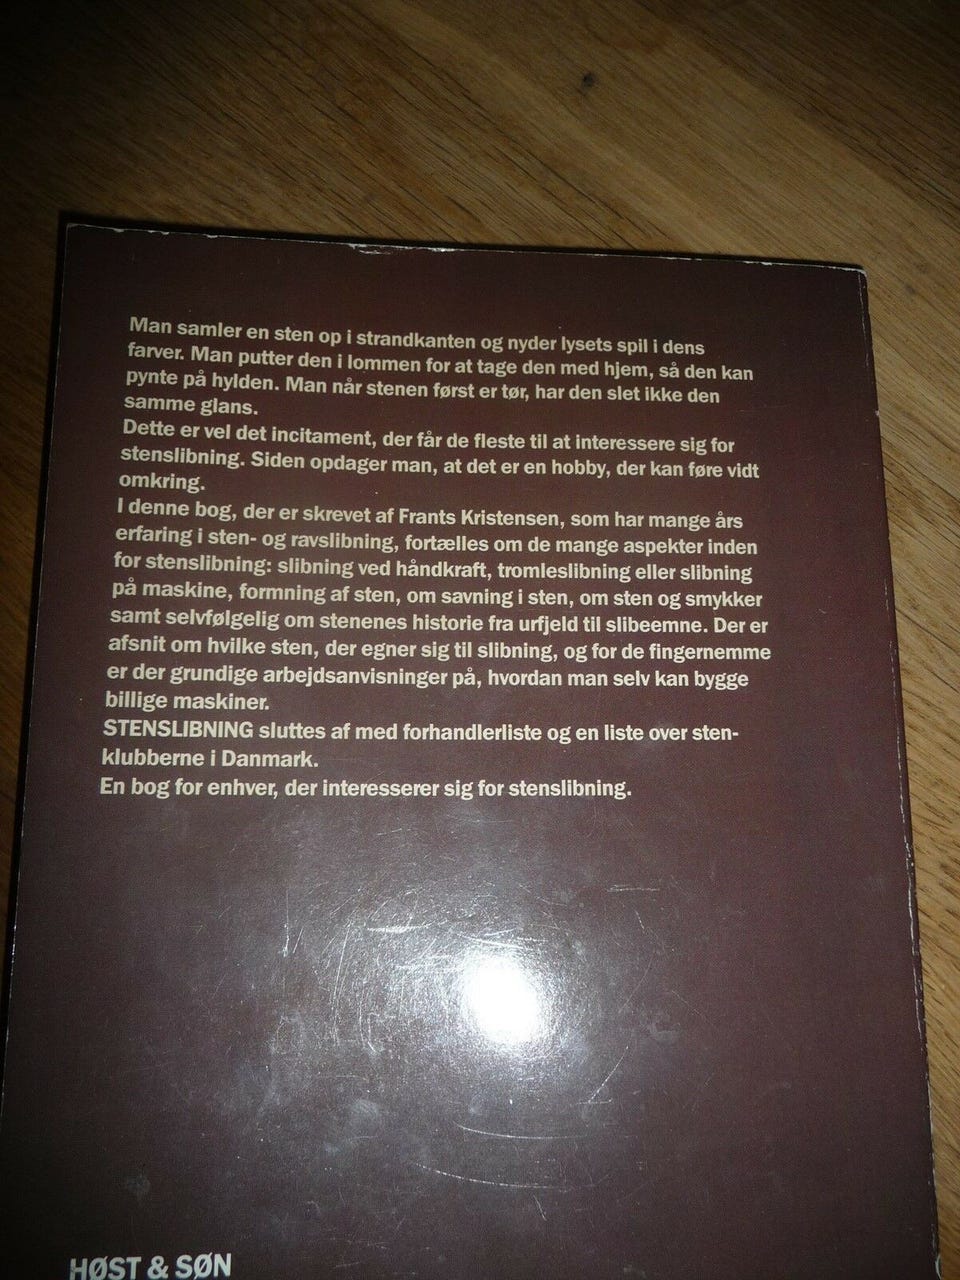 Man samler en sten op i strandkanten og nyder lysets spil i dens
farver. Man putter den i lommen for at tage den med hjem, så den kan
pynte på hylden. Man når stenen først er tør, har den slet ikke den
samme glans.
Dette er vel det incitament, der får de fleste til at interessere sig for
stenslibning. Siden opdager man, at det er en hobby, der kan føre vidt
omkring.
I denne bog, der er skrevet af Frants Kristensen, som har mange års
erfaring i sten- og ravslibning, fortælles om de mange aspekter inden
for stenslibning: slibning ved håndkraft, tromleslibning eller slibning
på maskine, formning af sten, om savning i sten, om sten og smykker
samt selvfølgelig om stenenes historie fra urfjeld til slibeemne. Der er
afsnit om hvilke sten, der egner sig til slibning, og for de fingernemme
er der grundige arbejdsanvisninger på, hvordan man selv kan bygge
billige maskiner.
STENSLIBNING sluttes af med forhandlerliste og en liste over sten-
klubberne i Danmark.
En bog for enhver, der interesserer sig for stenslibning.
HØST & SØN